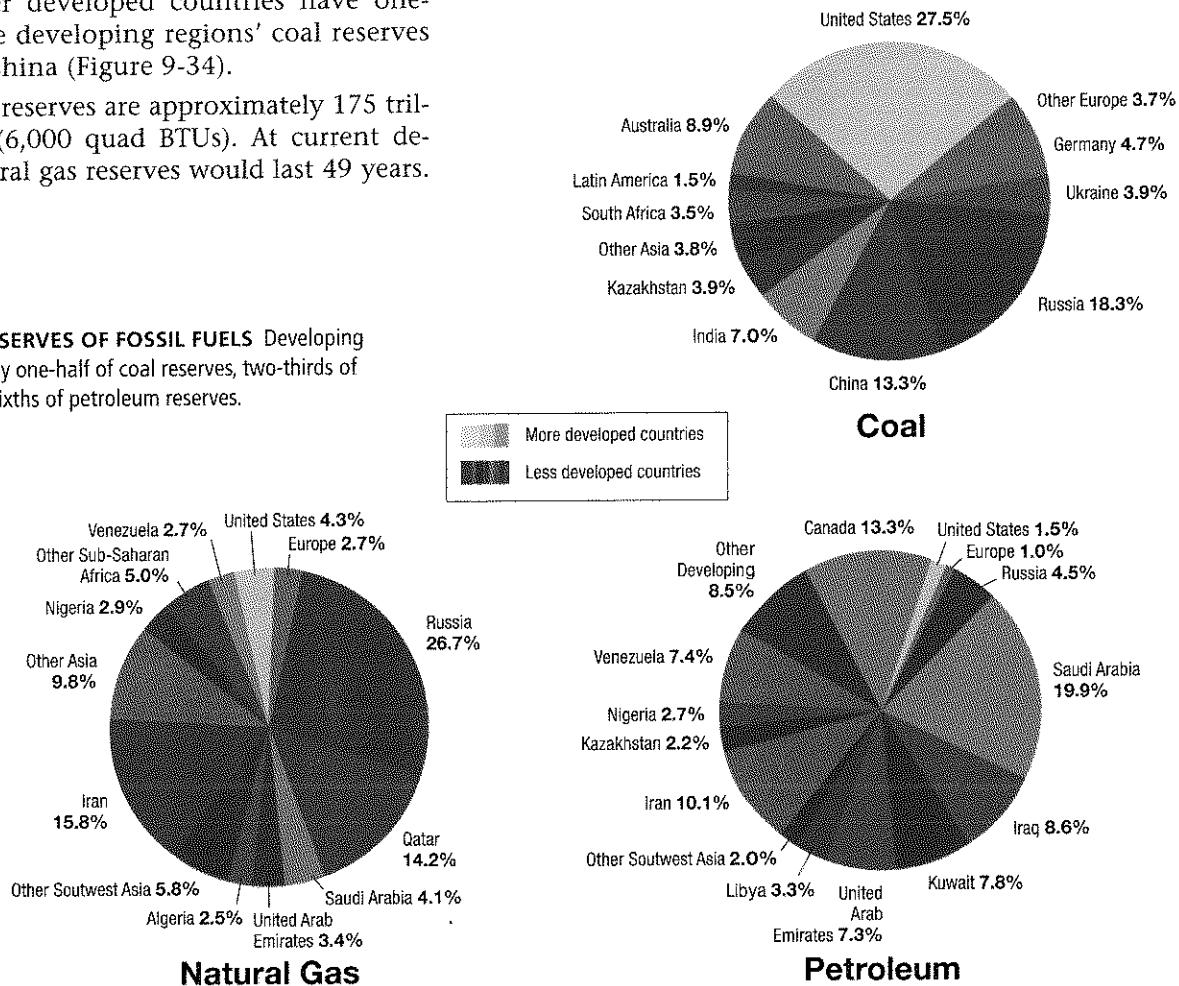 er developed countries have one-
e developing regions' coal reserves
hina (Figure 9-34).
reserves are approximately 175 tril-
(6,000 quad BTUs). At current de-
ral gas reserves would last 49 years.
SERVES OF FOSSIL FUELS Developing
y one-half of coal reserves, two-thirds of
ixths of petroleum reserves.
United States 27.5%
Other Europe 3.7%
Germany 4.7%
Ukraine 3.9%
Russia 18.3%
China 13.3%
India 7.0%
Kazakhstan 3.9%
Other Asia 3.8%
South Africa 3.5%
Latin America 1.5%
Australia 8.9%
Coal
More developed countries
Less developed countries
United States 4.3%
Europe 2.7%
Russia
26.7%
Qatar
14.2%
Saudi Arabia 4.1%
United Arab
Emirates 3.4%
Algeria 2.5%
Other Soutwest Asia 5.8%
Iran
15.8%
Other Asia
9.8%
Nigeria 2.9%
Other Sub-Saharan
Africa 5.0%
Venezuela 2.7%
Natural Gas
Canada 13.3%
United States 1.5%
Europe 1.0%
Russia 4.5%
Saudi Arabia
19.9%
Iraq 8.6%
Kuwait 7.8%
United
Arab
Emirates 7.3%
Libya 3.3%
Other Soutwest Asia 2.0%
Iran 10.1%
Kazakhstan 2.2%
Nigeria 2.7%
Venezuela 7.4%
Other
Developing
8.5%
Petroleum